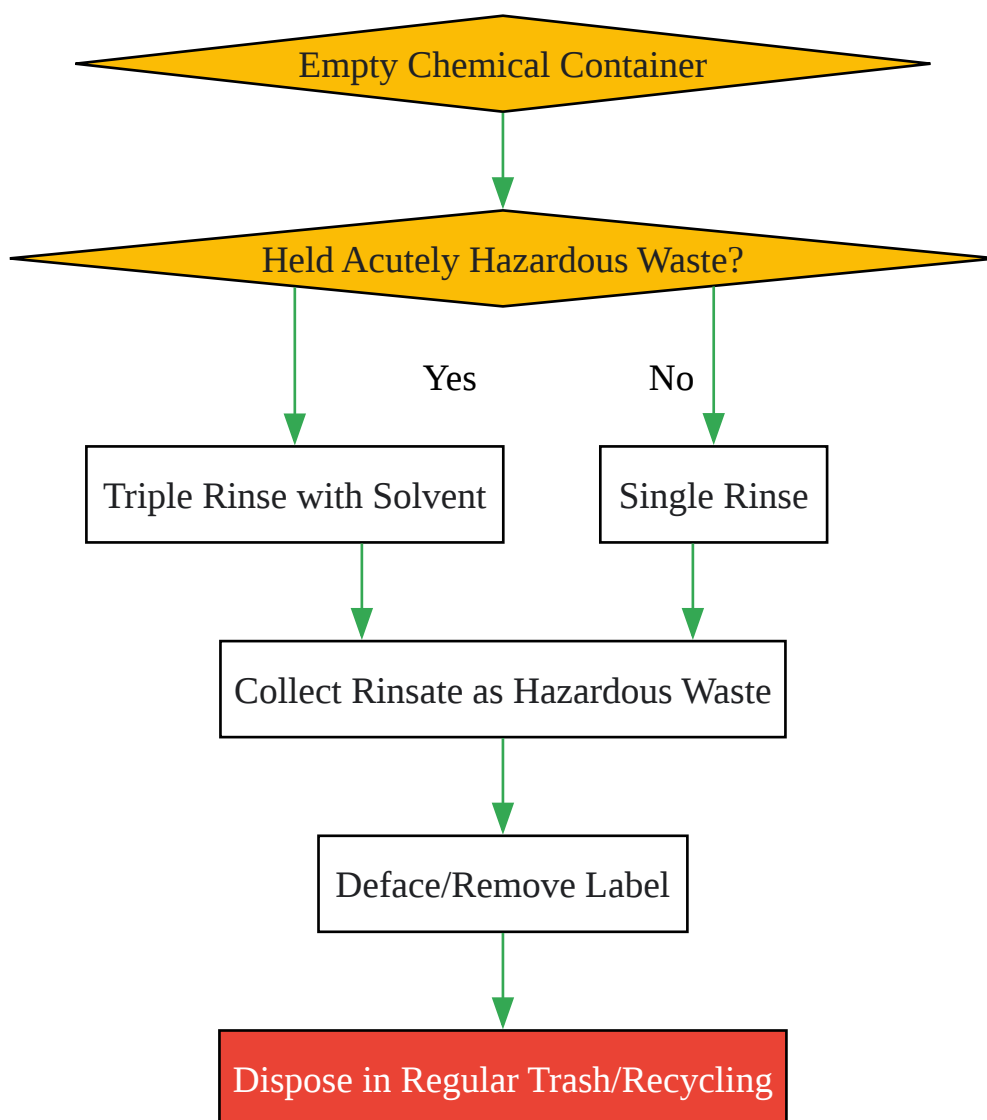 Empty Chemical Container
Held Acutely Hazardous Waste?
Yes
No
Triple Rinse with Solvent
Single Rinse
Collect Rinsate as Hazardous Waste
Deface/Remove Label
Dispose in Regular Trash/Recycling